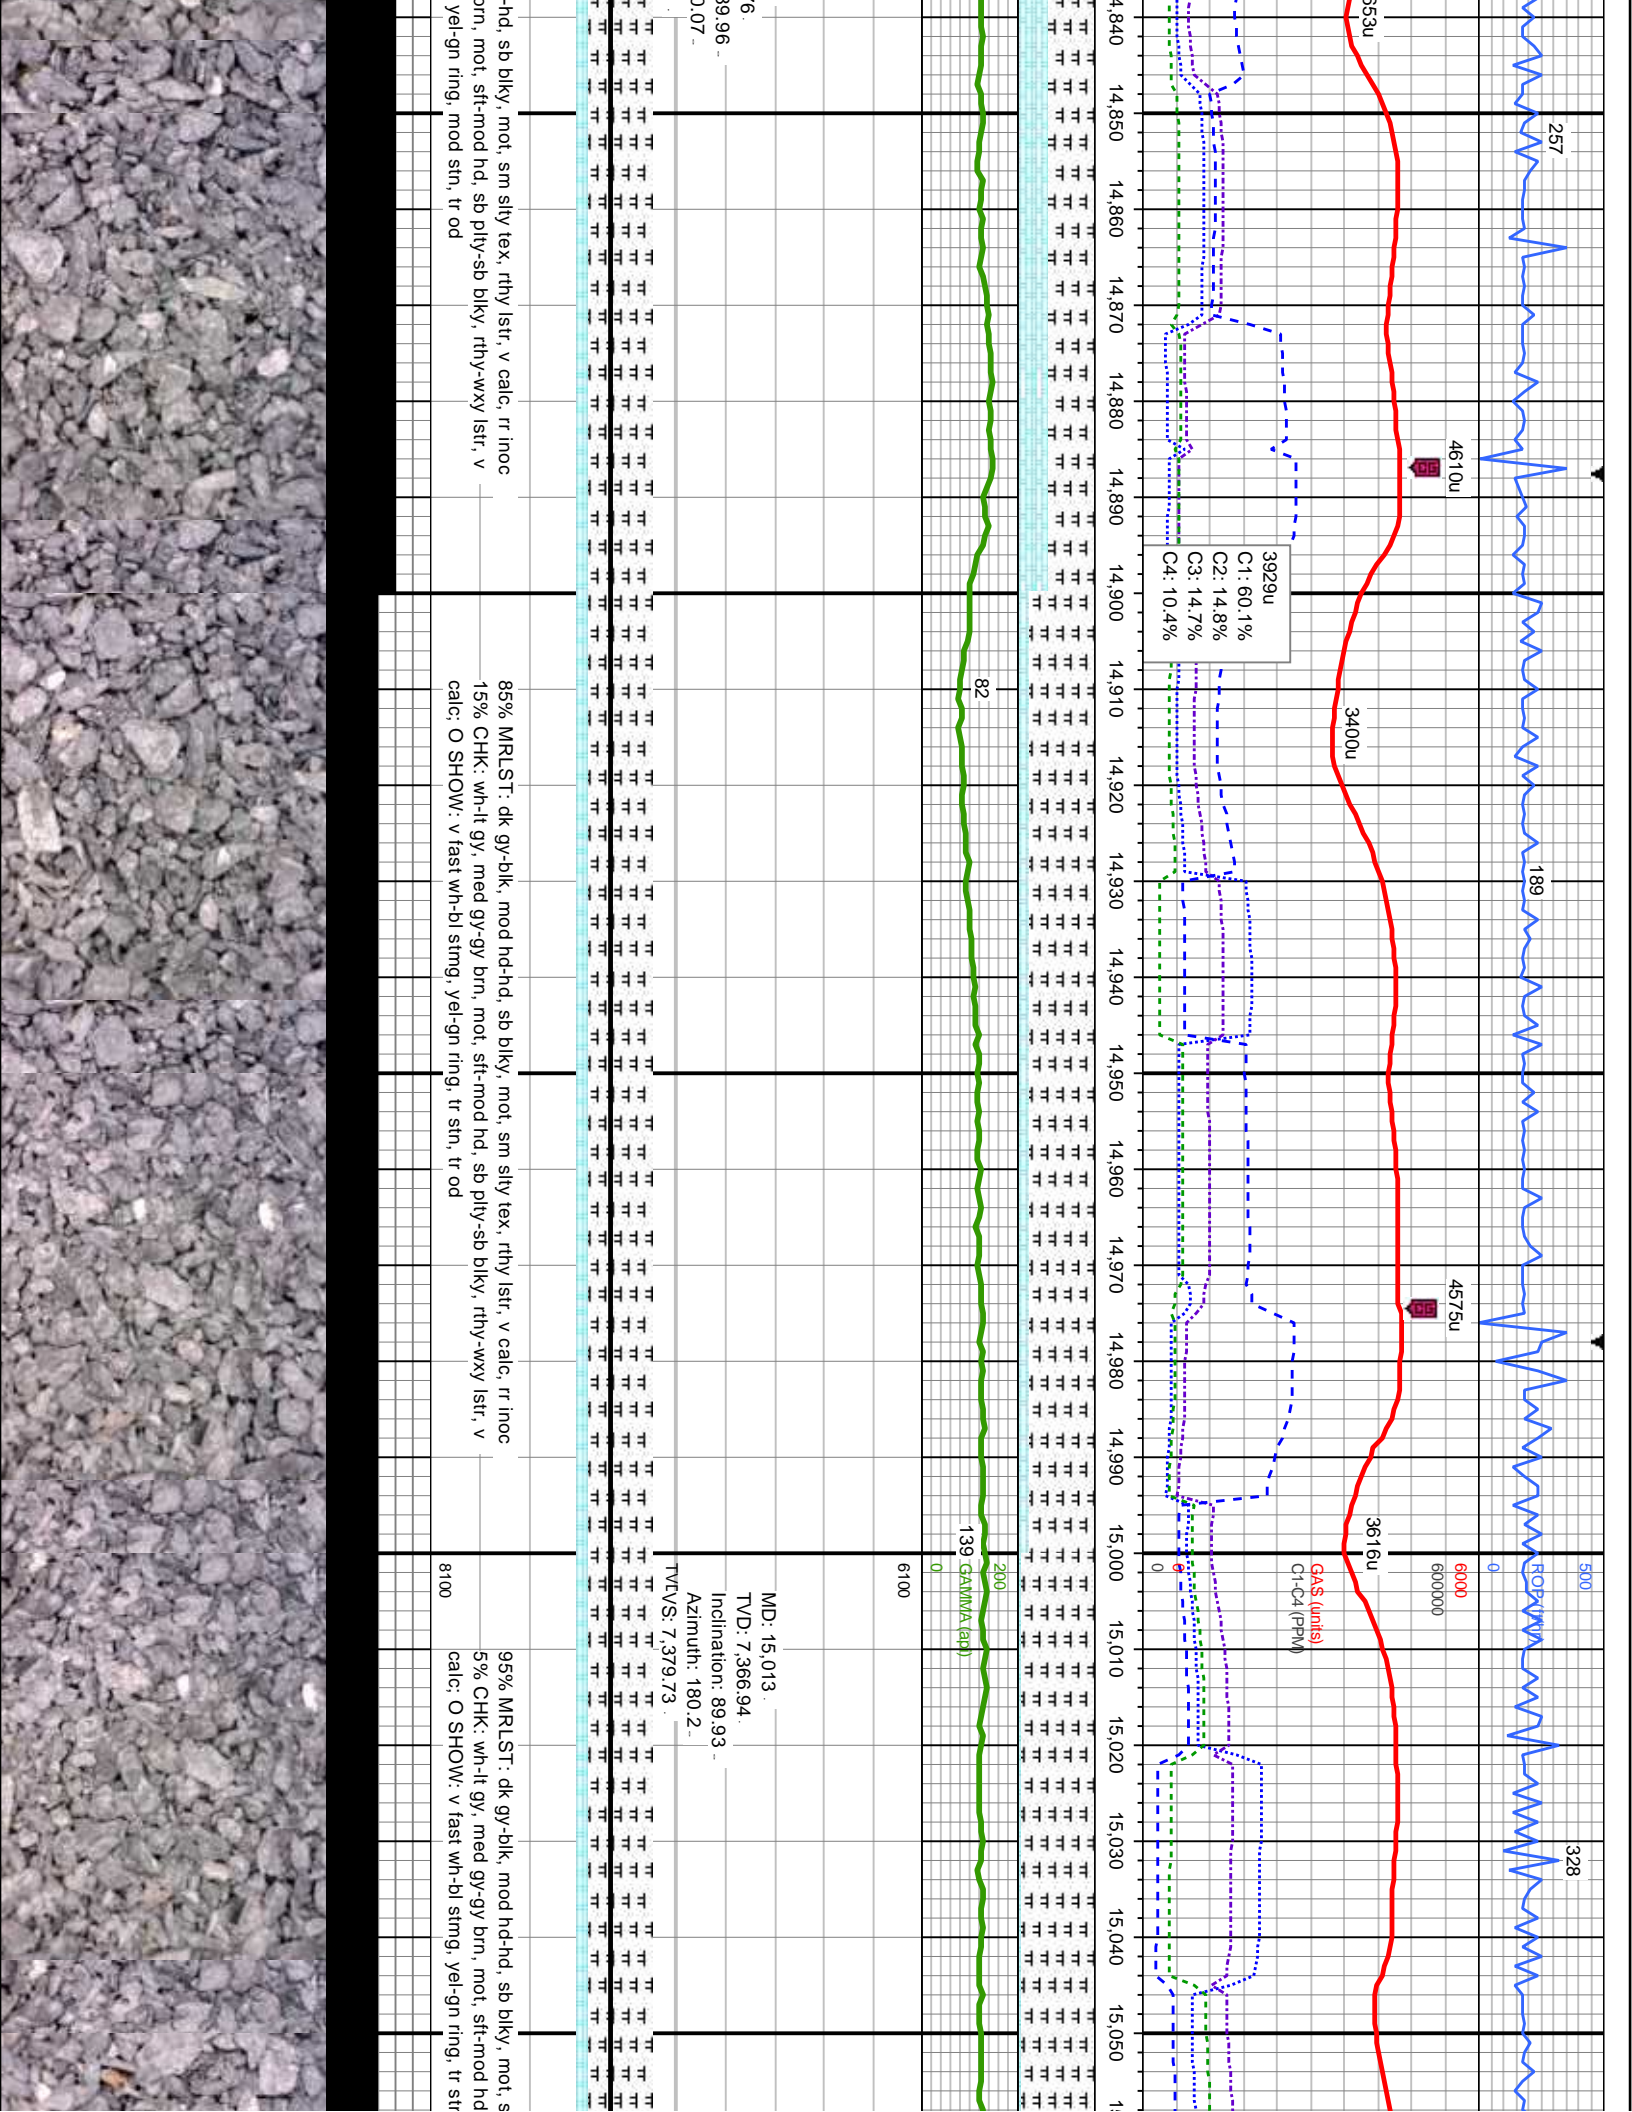 500
ROP (ft/hr)
0
6000
60000
GAS (units)
C1-C4 (PPM)
0
0
257
189
328
653u
4610u
3400u
4575u
3616u
3929u
C1: 60.1%
C2: 14.8%
C3: 14.7%
C4: 10.4%
14,840
14,850
14,860
14,870
14,880
14,890
14,900
14,910
14,920
14,930
14,940
14,950
14,960
14,970
14,980
14,990
15,000
15,010
15,020
15,030
15,040
15,050
200
GAMMA (api)
0
82
139
6100
8100
76
89.96
0.07
MD: 15,013
TVD: 7,366.94
Inclination: 89.93
Azimuth: 180.2
7,379.73
-hd, sb blky, mot, sm slty tex, rthy lstr, v calc, rr inoc
brn, mot, sft-mod hd, sb plty-sb blky, rthy-wxy lstr, v
yel-gn ring, mod stn, tr od
85% MRLST: dk gy-blk, mod hd-hd, sb blky, mot, sm slty tex, rthy lstr, v calc, rr inoc
15% CHK: wh-lt gy, med gy-gy brn, mot, sft-mod hd, sb plty-sb blky, rthy-wxy lstr, v
calc; O SHOW: v fast wh-bl stmg, yel-gn ring, tr stn, tr od
95% MRLST: dk gy-blk, mod hd-hd, sb blky, mot, s
5% CHK: wh-lt gy, med gy-gy brn, mot, sft-mod hd
calc; O SHOW: v fast wh-bl stmg, yel-gn ring, tr str